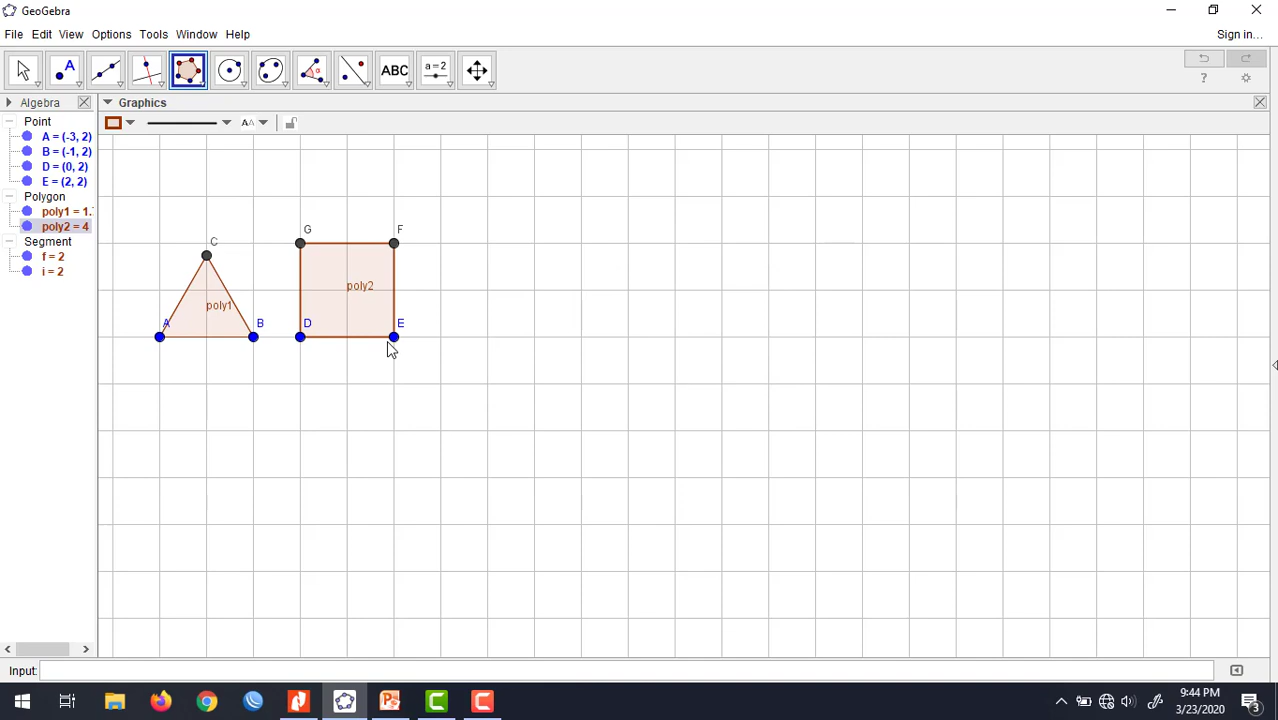 GeoGebra
File Edit View Options Tools Window Help
Sign in...
A
α
ABC
a = 2
?
Algebra
Graphics
AA
Point
A = (-3, 2)
B = (-1, 2)
D = (0, 2)
E = (2, 2)
Polygon
poly1 = 1.
poly2 = 4
Segment
f = 2
i = 2
G F
C
poly2
poly1
A B D E
Input:
9:44 PM
3/23/2020
3